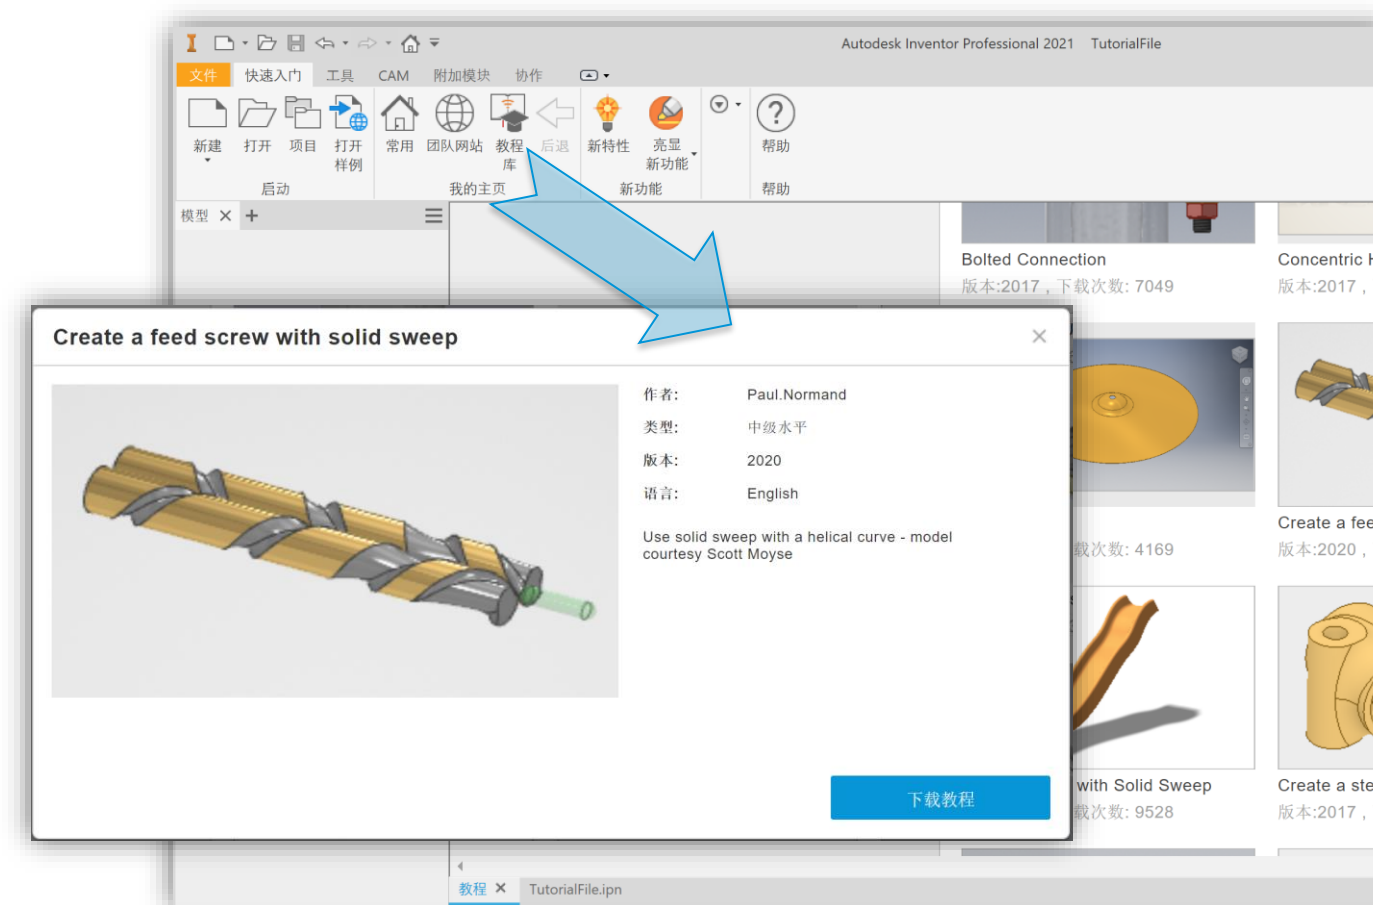 Autodesk Inventor Professional 2021 TutorialFile
文件 快速入门 工具 CAM 附加模块 协作
新建 打开 项目 打开样例 常用 团队网站 教程库 后退 新特性 亮显新功能 帮助
启动 我的主页 新功能 帮助
模型
Bolted Connection
版本:2017 , 下载次数: 7049
Concentric
版本:2017 ,
Create a feed screw with solid sweep
作者: Paul.Normand
类型: 中级水平
版本: 2020
语言: English
Use solid sweep with a helical curve - model
courtesy Scott Moyse
下载教程
载次数: 4169
Create a fee
版本:2020 ,
with Solid Sweep
载次数: 9528
Create a ste
版本:2017 ,
教程 TutorialFile.ipn